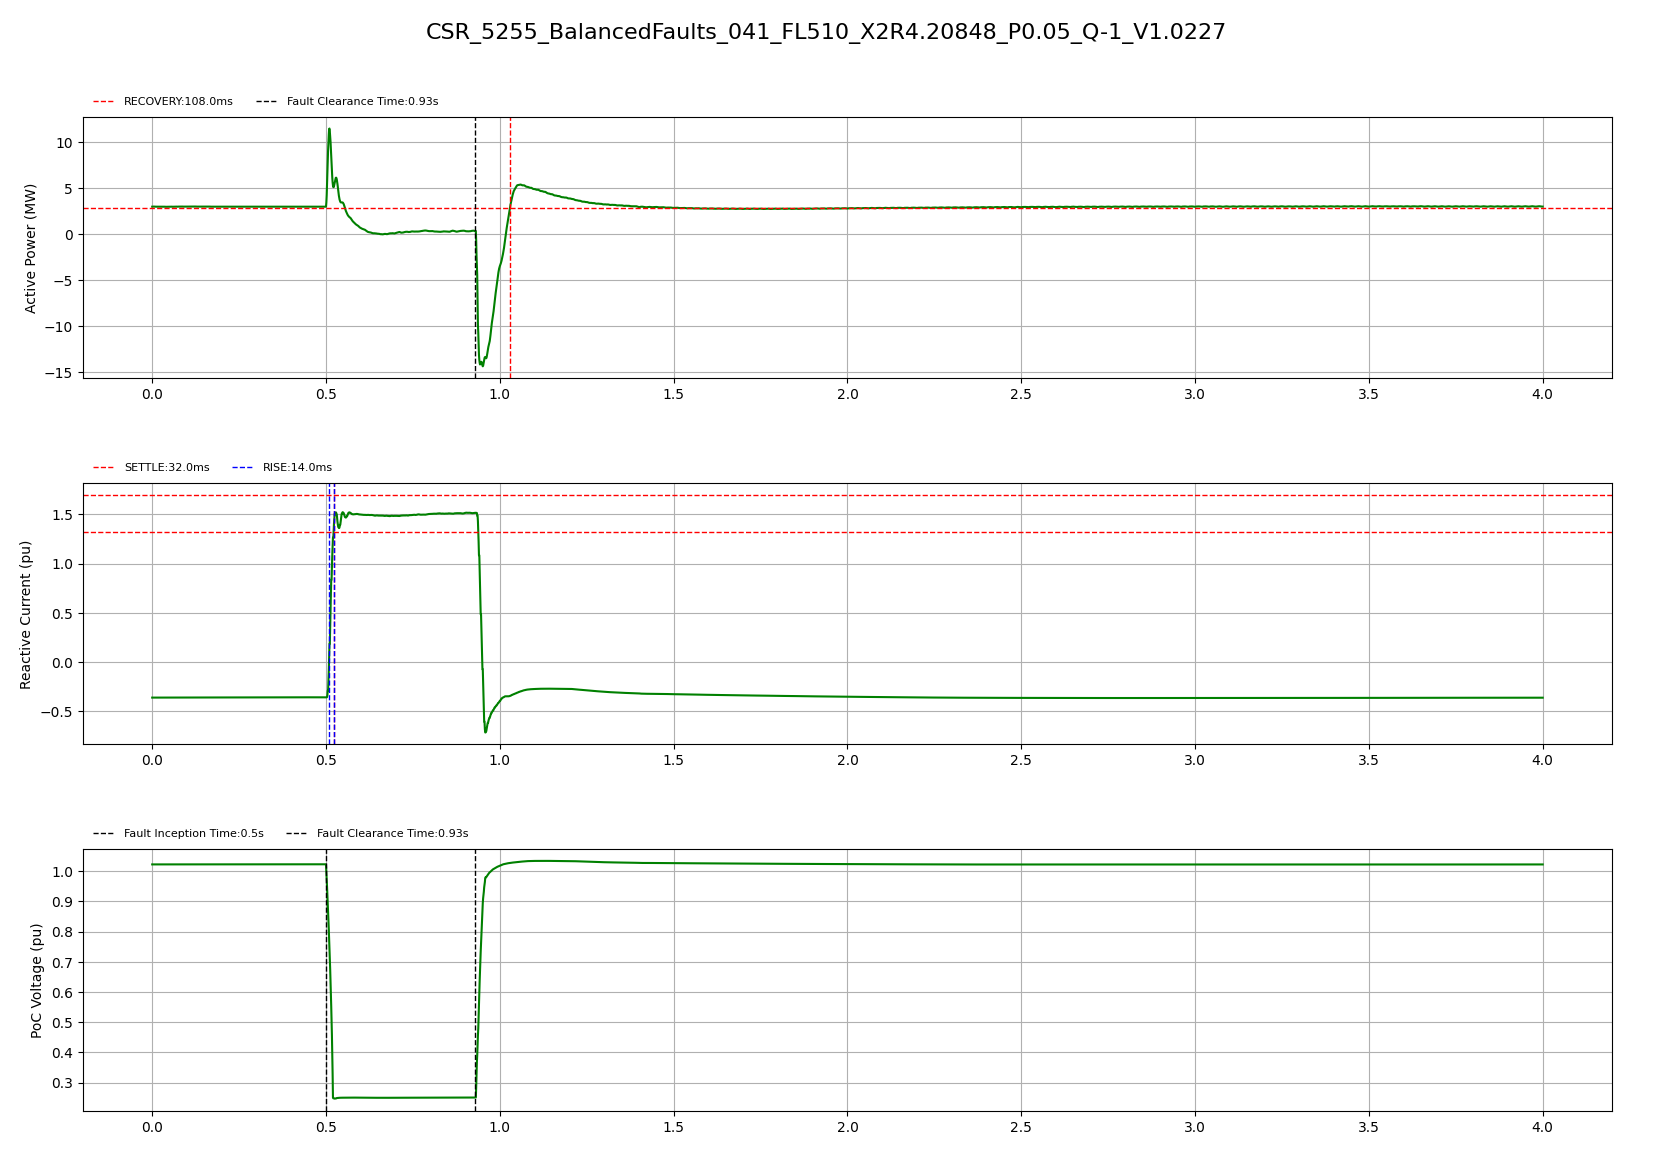 CSR_5255_BalancedFaults_041_FL510_X2R4.20848_P0.05_Q-1_V1.0227
RECOVERY:108.0ms Fault Clearance Time:0.93s
Active Power (MW)
10
5
0
−5
−10
−15
0.0 0.5 1.0 1.5 2.0 2.5 3.0 3.5 4.0
SETTLE:32.0ms RISE:14.0ms
Reactive Current (pu)
1.5
1.0
0.5
0.0
−0.5
0.0 0.5 1.0 1.5 2.0 2.5 3.0 3.5 4.0
Fault Inception Time:0.5s Fault Clearance Time:0.93s
PoC Voltage (pu)
1.0
0.9
0.8
0.7
0.6
0.5
0.4
0.3
0.0 0.5 1.0 1.5 2.0 2.5 3.0 3.5 4.0